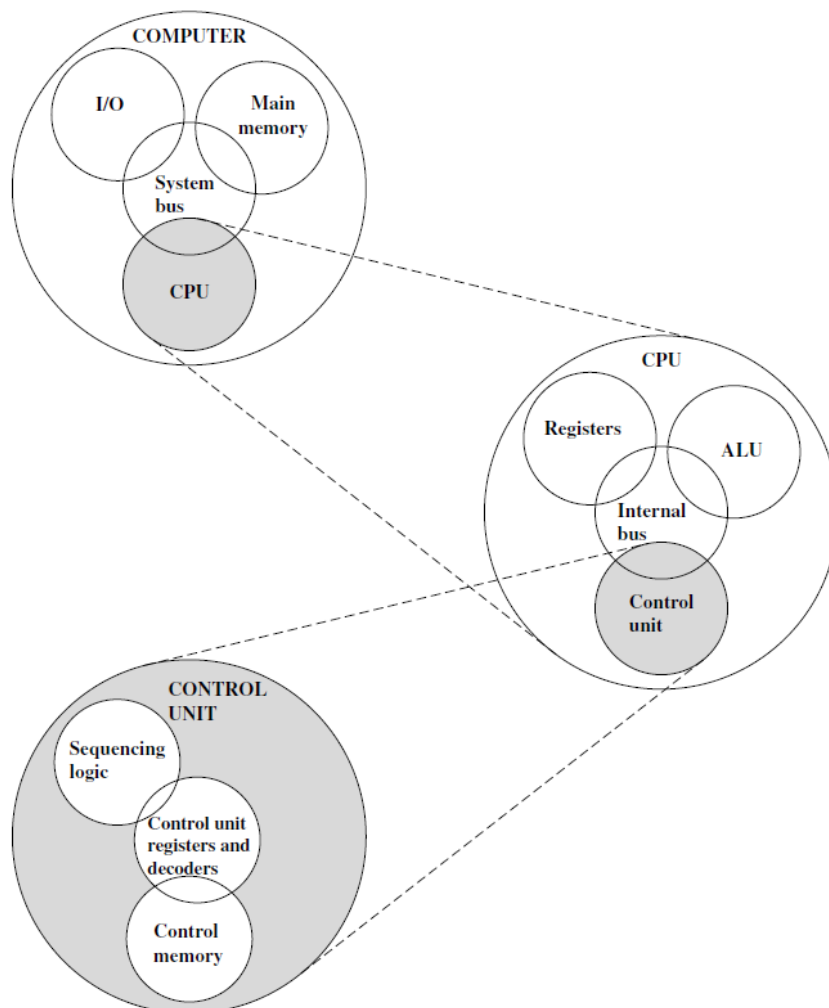 COMPUTER
I/O
Main
memory
System
bus
CPU
CPU
Registers
ALU
Internal
bus
Control
unit
CONTROL
UNIT
Sequencing
logic
Control unit
registers and
decoders
Control
memory